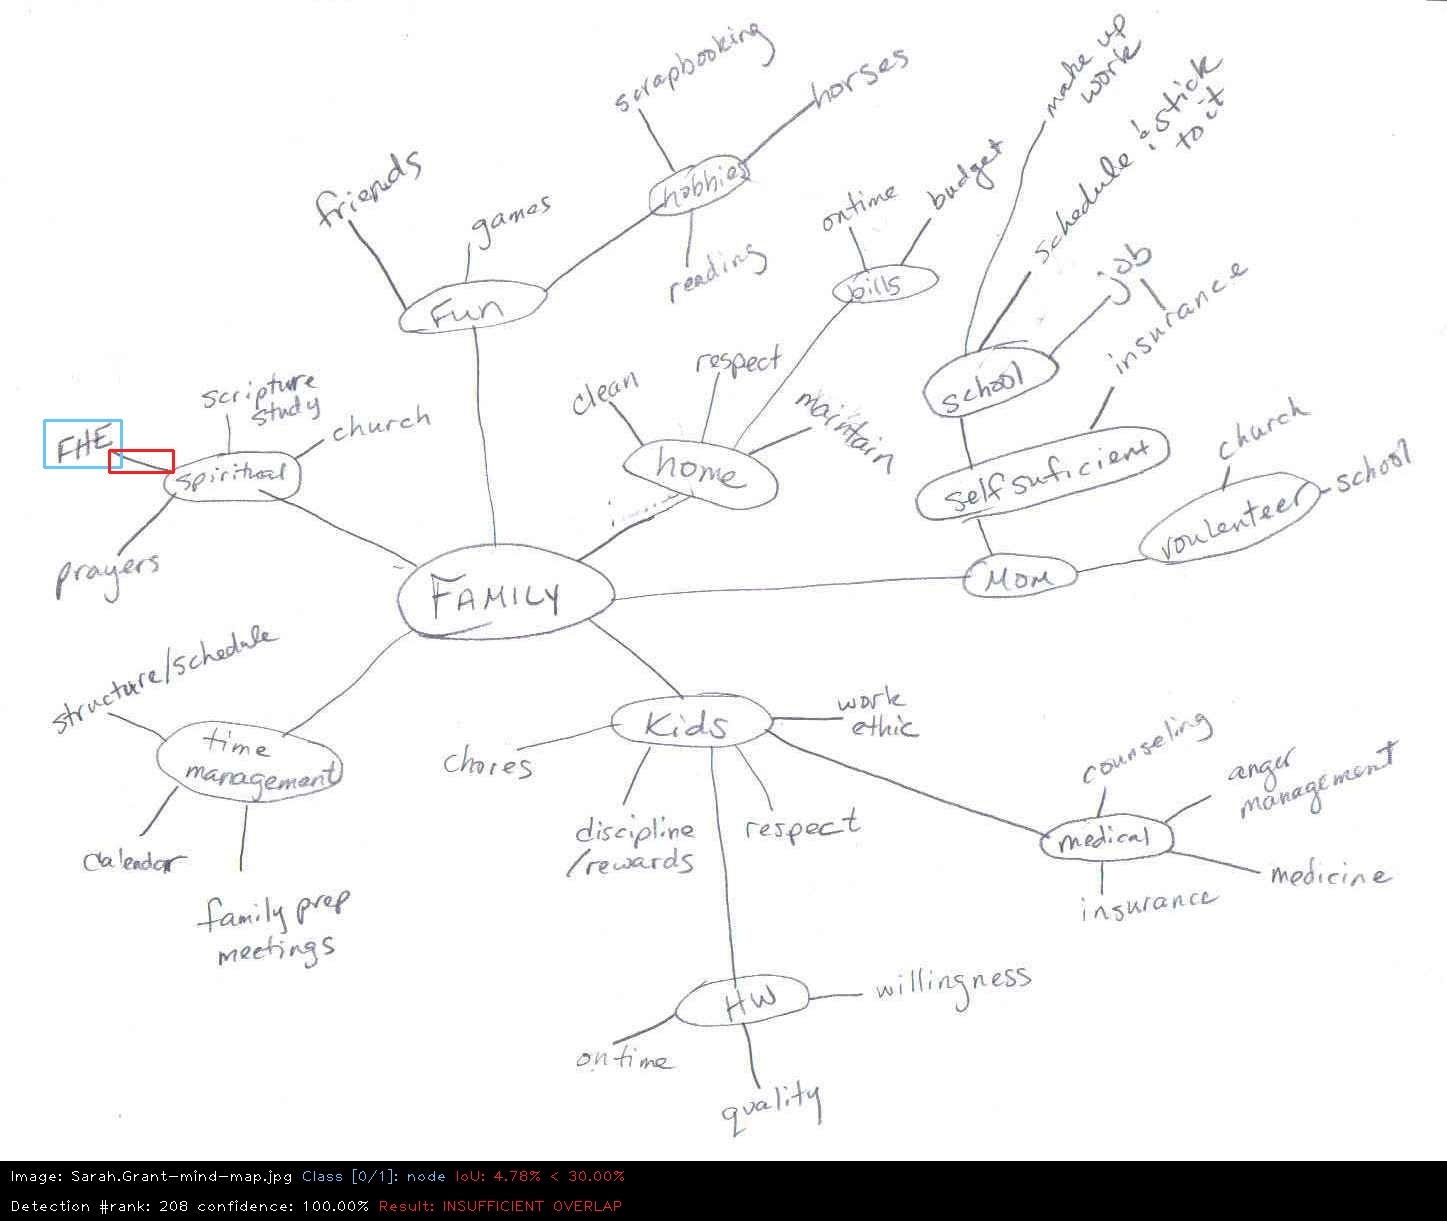 make up
work
scrapbooking
horses
schedule & stick
to it
friends
games
hobbies
reading
ontime
budget
bills
job
insurance
Fun
school
scripture
study
church
FHE
spiritual
prayers
clean
respect
maintain
home
self suficient
church
school
voulenteer
FAMILY
MOM
structure/schedule
time
management
Calendar
family prep
meetings
Kids
work
ethic
chores
discipline
/rewards
respect
counseling
anger
management
medical
medicine
insurance
HW
willingness
on time
quality
Image: Sarah.Grant-mind-map.jpg Class [0/1]: node IoU: 4.78% < 30.00%
Detection #rank: 208 confidence: 100.00% Result: INSUFFICIENT OVERLAP